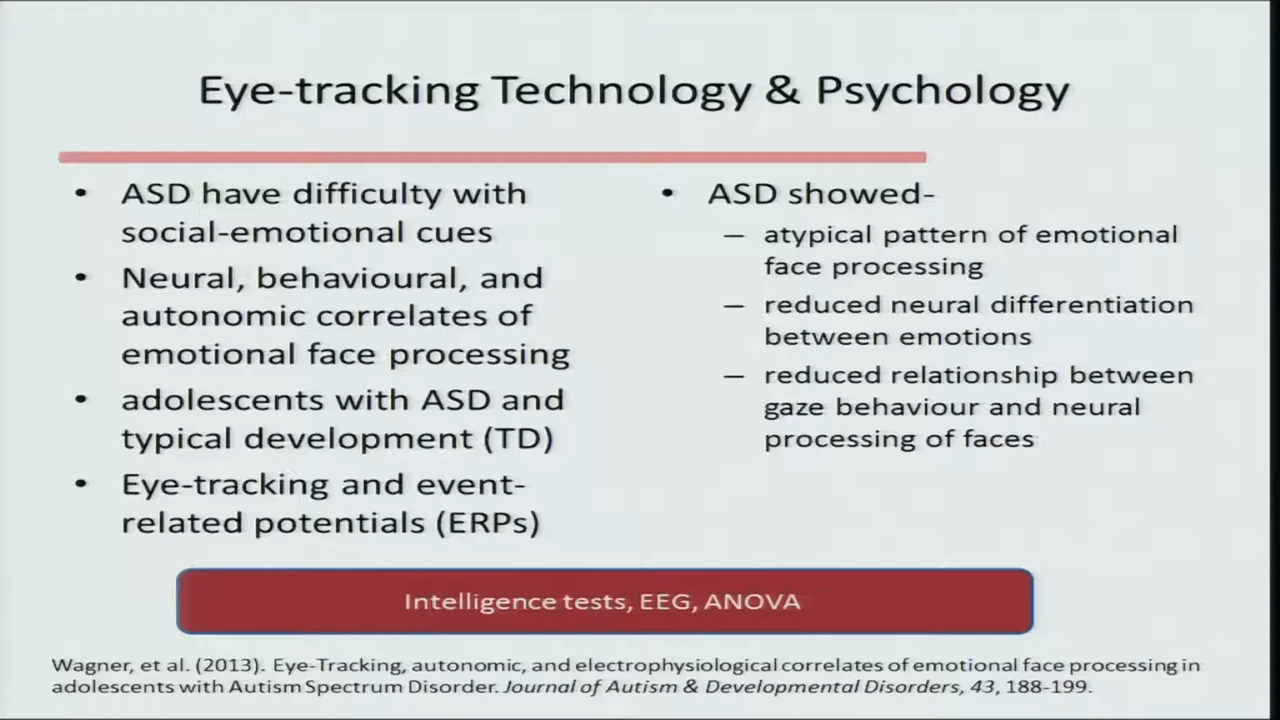 Eye-tracking Technology & Psychology
• ASD have difficulty with
social-emotional cues
• Neural, behavioural, and
autonomic correlates of
emotional face processing
• adolescents with ASD and
typical development (TD)
• Eye-tracking and event-
related potentials (ERPs)
• ASD showed-
– atypical pattern of emotional
face processing
– reduced neural differentiation
between emotions
– reduced relationship between
gaze behaviour and neural
processing of faces
Intelligence tests, EEG, ANOVA
Wagner, et al. (2013). Eye-Tracking, autonomic, and electrophysiological correlates of emotional face processing in
adolescents with Autism Spectrum Disorder. Journal of Autism & Developmental Disorders, 43, 188-199.